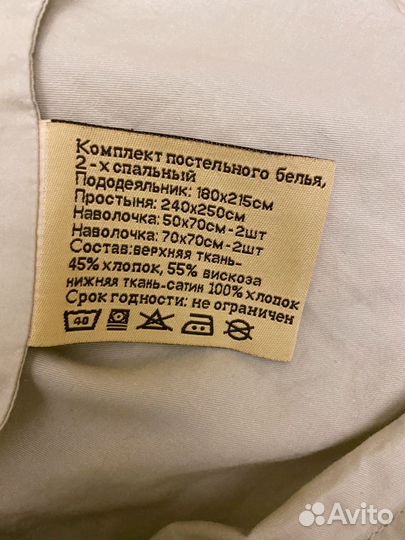 Комплект постельного белья,
2-х спальный
Пододеяльник: 180х215см
Простыня: 240х250см
Наволочка: 50х70см-2шт
Наволочка: 70х70см-2шт
Состав:верхняя ткань-
45% хлопок, 55% вискоза
нижняя ткань-сатин 100% хлопок
Срок годности: не ограничен
40
Avito